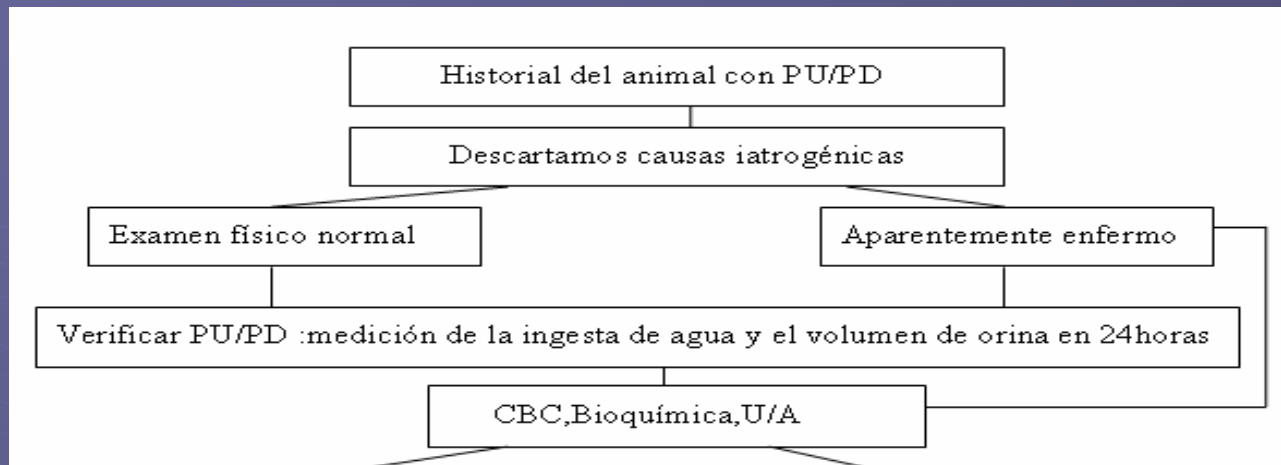 Historial del animal con PU/PD
Descartamos causas iatrogénicas
Examen físico normal
Aparentemente enfermo
Verificar PU/PD :medición de la ingesta de agua y el volumen de orina en 24horas
CBC,Bioquímica,U/A